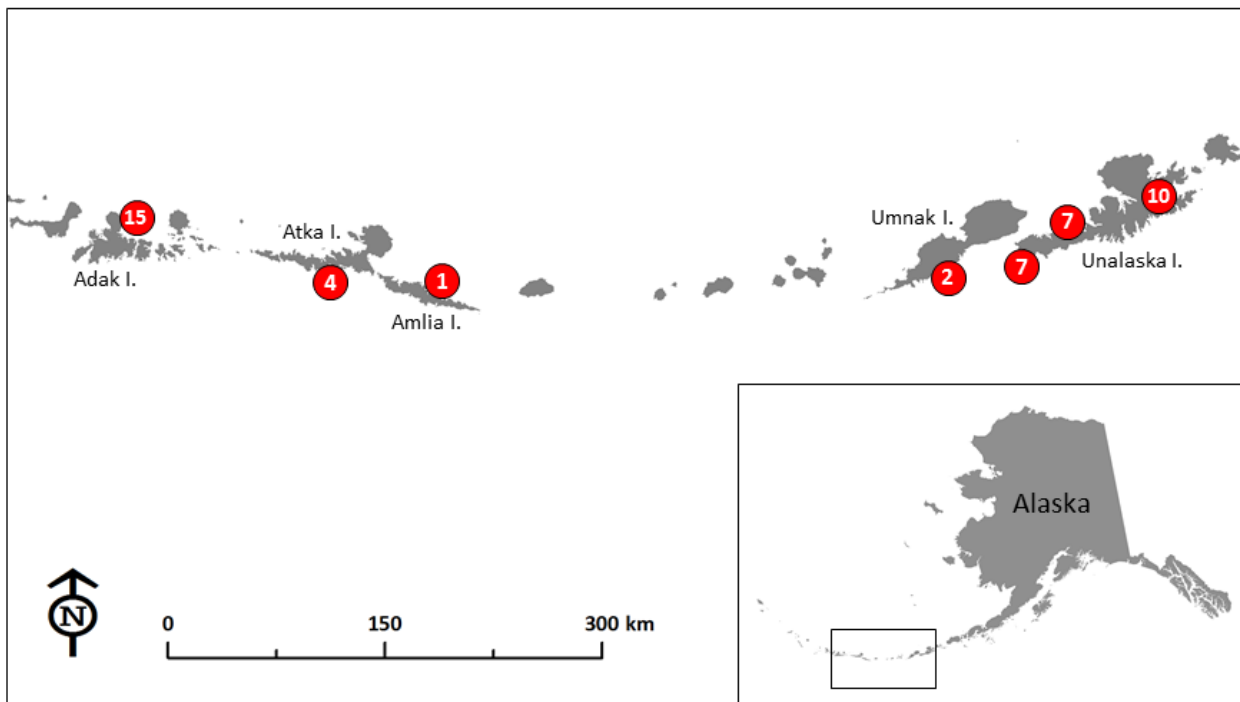 15
Adak I.
Atka I.
4
1
Amlia I.
Umnak I.
2
7
7
10
Unalaska I.
Alaska
N
0
150
300 km